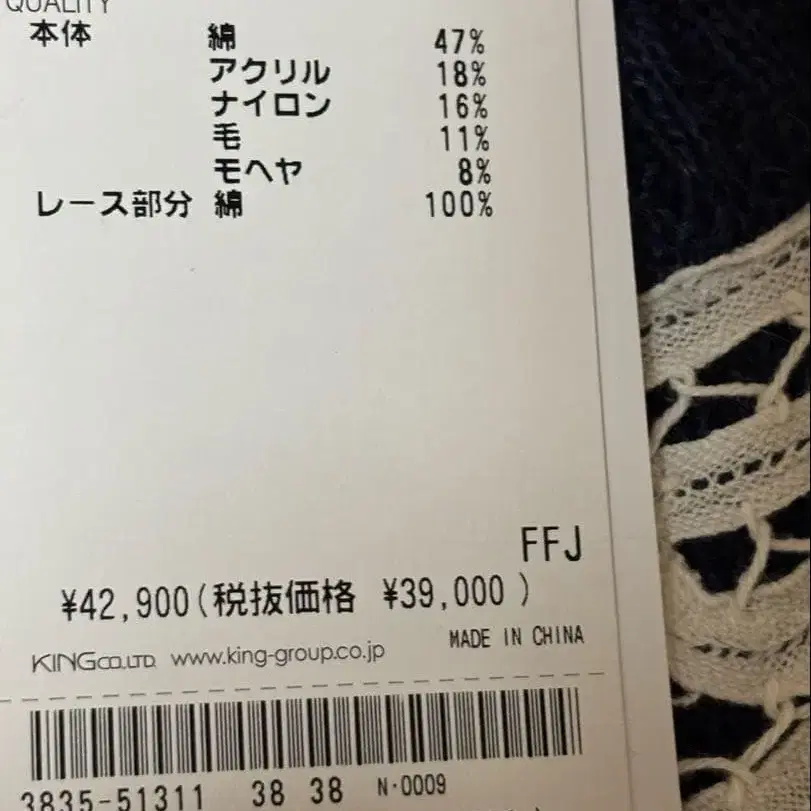 QUALITY
本体 綿 47%
アクリル 18%
ナイロン 16%
毛 11%
モヘヤ 8%
レース部分 綿 100%
FFJ
¥42,900(税抜価格 ¥39,000 )
MADE IN CHINA
KING CO.,LTD. www.king-group.co.jp
3835-51311 38 38 N・0009